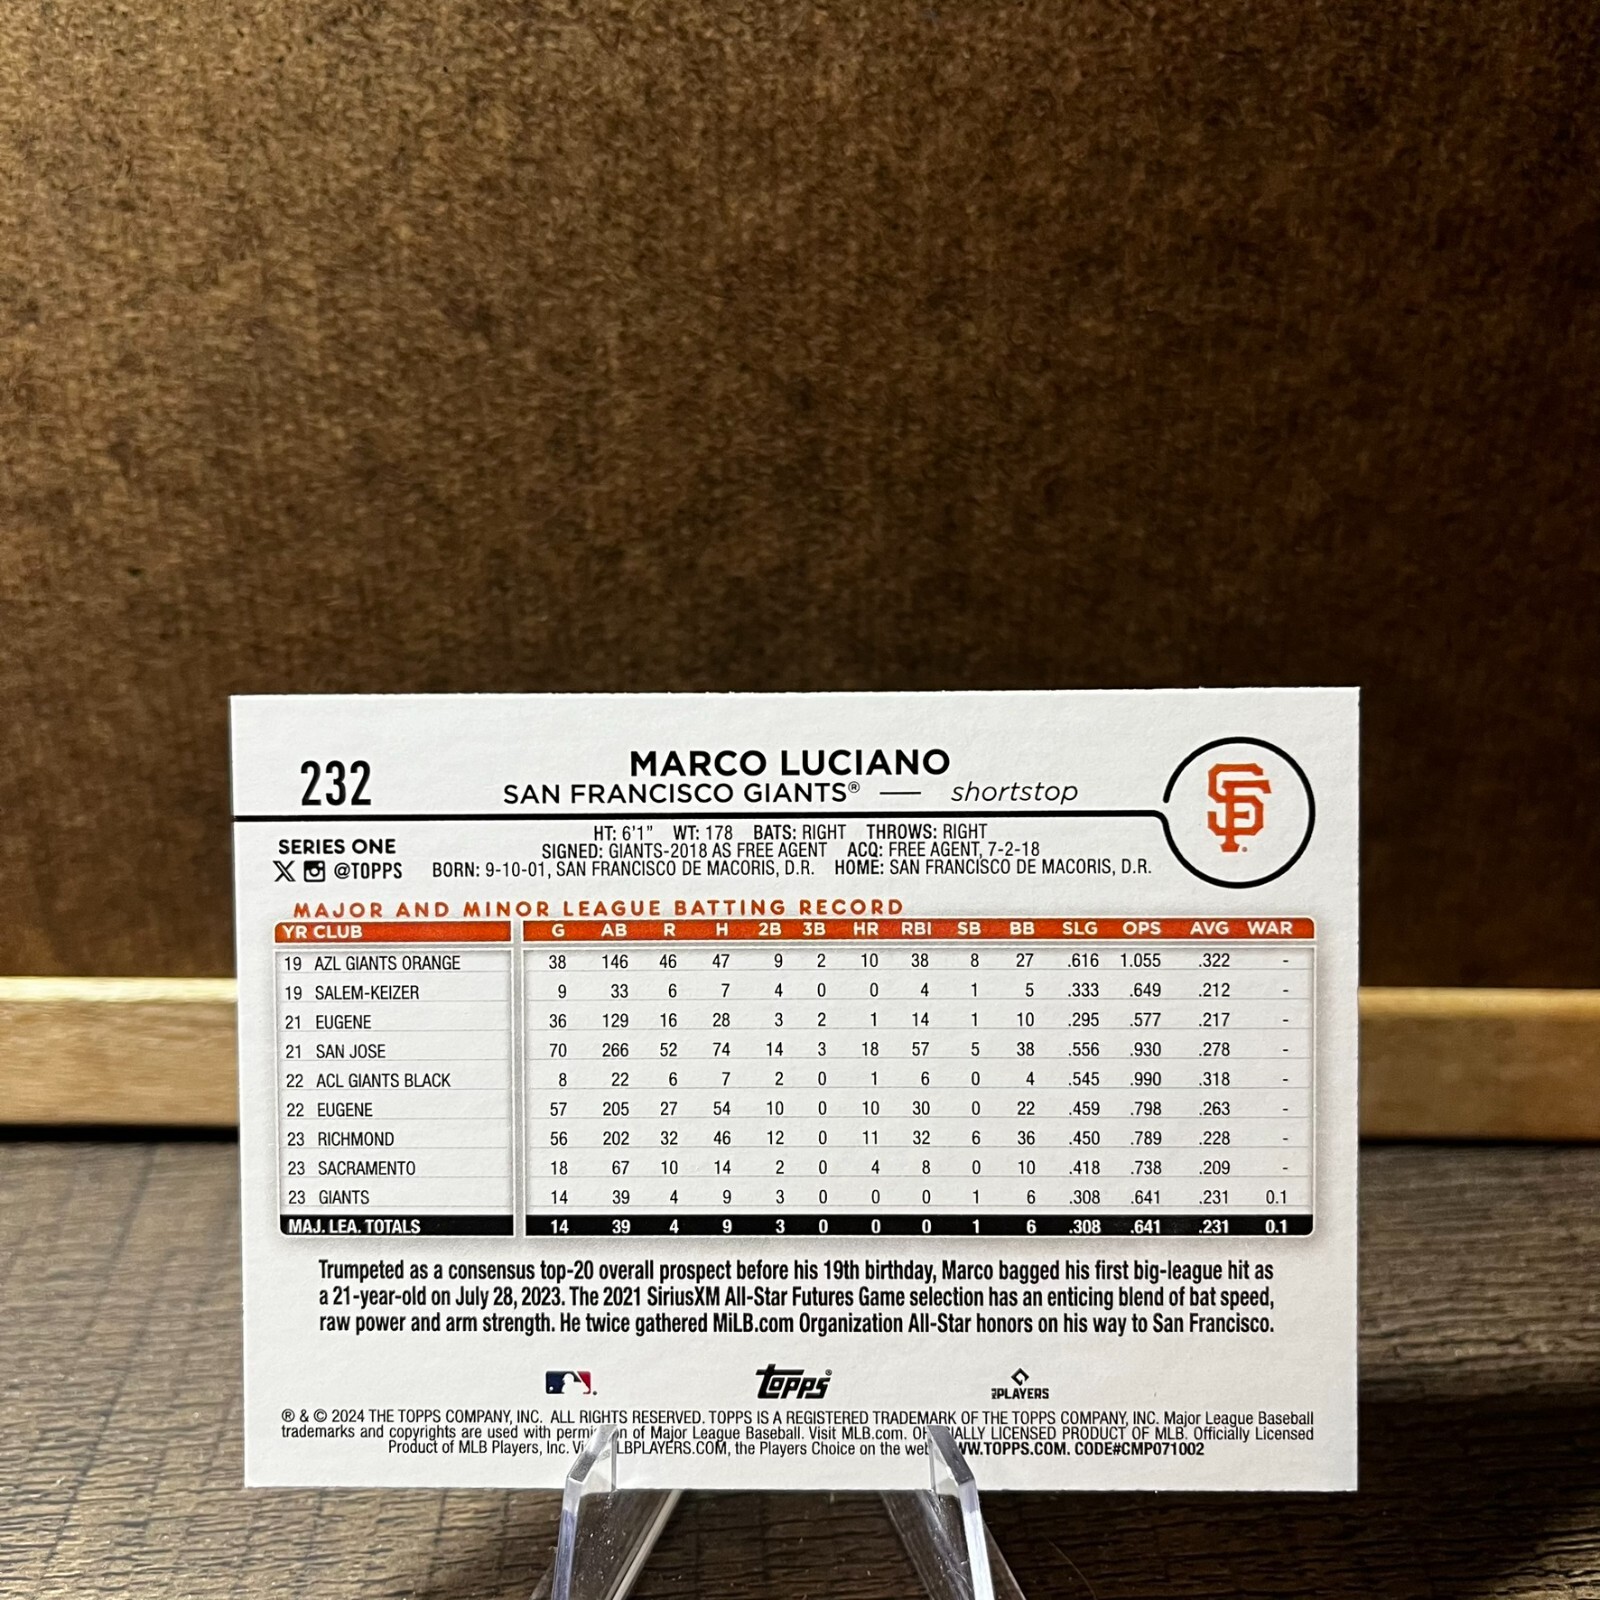 232
MARCO LUCIANO
SAN FRANCISCO GIANTS® — shortstop
SF
SERIES ONE
@TOPPS
HT: 6'1" WT: 178 BATS: RIGHT THROWS: RIGHT
SIGNED: GIANTS-2018 AS FREE AGENT ACQ: FREE AGENT, 7-2-18
BORN: 9-10-01, SAN FRANCISCO DE MACORIS, D.R. HOME: SAN FRANCISCO DE MACORIS, D.R.
MAJOR AND MINOR LEAGUE BATTING RECORD
YR CLUB G AB R H 2B 3B HR RBI SB BB SLG OPS AVG WAR
19 AZL GIANTS ORANGE 38 146 46 47 9 2 10 38 8 27 .616 1.055 .322 -
19 SALEM-KEIZER 9 33 6 7 4 0 0 4 1 5 .333 .649 .212 -
21 EUGENE 36 129 16 28 3 2 1 14 1 10 .295 .577 .217 -
21 SAN JOSE 70 266 52 74 14 3 18 57 5 38 .556 .930 .278 -
22 ACL GIANTS BLACK 8 22 6 7 2 0 1 6 0 4 .545 .990 .318 -
22 EUGENE 57 205 27 54 10 0 10 30 0 22 .459 .798 .263 -
23 RICHMOND 56 202 32 46 12 0 11 32 6 36 .450 .789 .228 -
23 SACRAMENTO 18 67 10 14 2 0 4 8 0 10 .418 .738 .209 -
23 GIANTS 14 39 4 9 3 0 0 0 1 6 .308 .641 .231 0.1
MAJ. LEA. TOTALS 14 39 4 9 3 0 0 0 1 6 .308 .641 .231 0.1
Trumpeted as a consensus top-20 overall prospect before his 19th birthday, Marco bagged his first big-league hit as
a 21-year-old on July 28, 2023. The 2021 SiriusXM All-Star Futures Game selection has an enticing blend of bat speed,
raw power and arm strength. He twice gathered MiLB.com Organization All-Star honors on his way to San Francisco.
topps® PLAYERS
® & © 2024 THE TOPPS COMPANY, INC. ALL RIGHTS RESERVED. TOPPS IS A REGISTERED TRADEMARK OF THE TOPPS COMPANY, INC. Major League Baseball
trademarks and copyrights are used with of Major League Baseball. Visit MLB.com. LICENSED PRODUCT OF MLB. Officially Licensed
Product of MLB Players, Inc. the Players Choice on the CODE#CMP071002